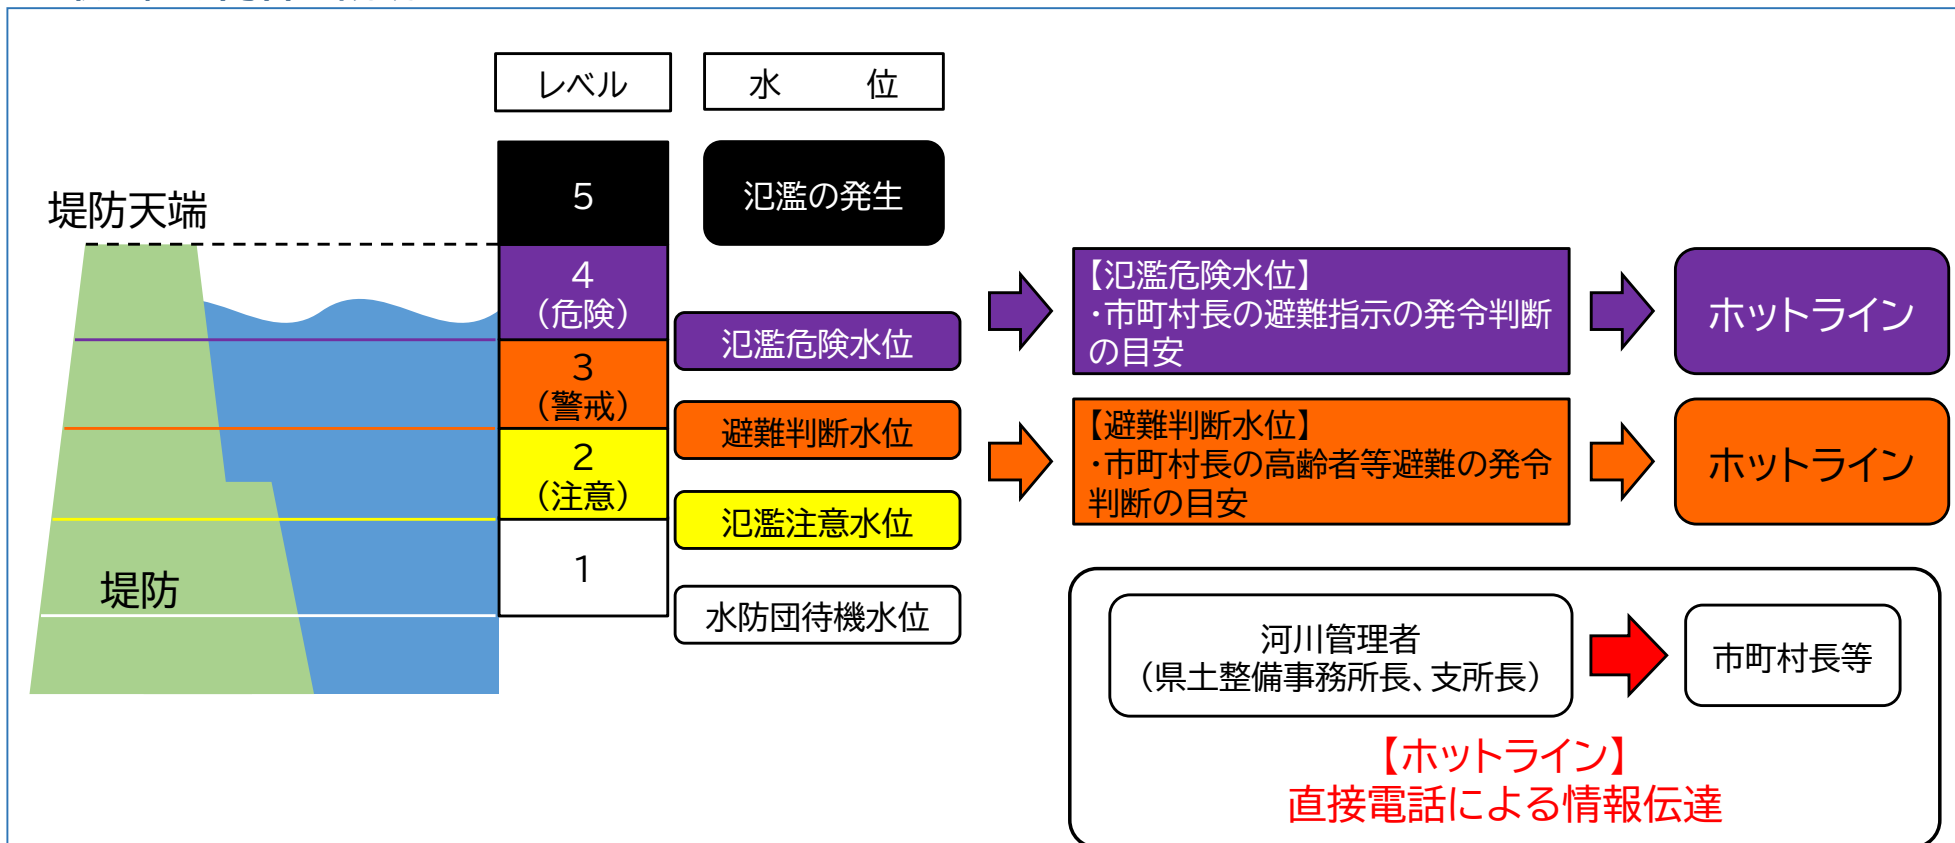 レベル
水 位
5
氾濫の発生
堤防天端
4
（危険）
氾濫危険水位
【氾濫危険水位】
・市町村長の避難指示の発令判断
の目安
ホットライン
3
（警戒）
避難判断水位
【避難判断水位】
・市町村長の高齢者等避難の発令
判断の目安
ホットライン
2
（注意）
氾濫注意水位
1
堤防
水防団待機水位
河川管理者
（県土整備事務所長、支所長）
市町村長等
【ホットライン】
直接電話による情報伝達